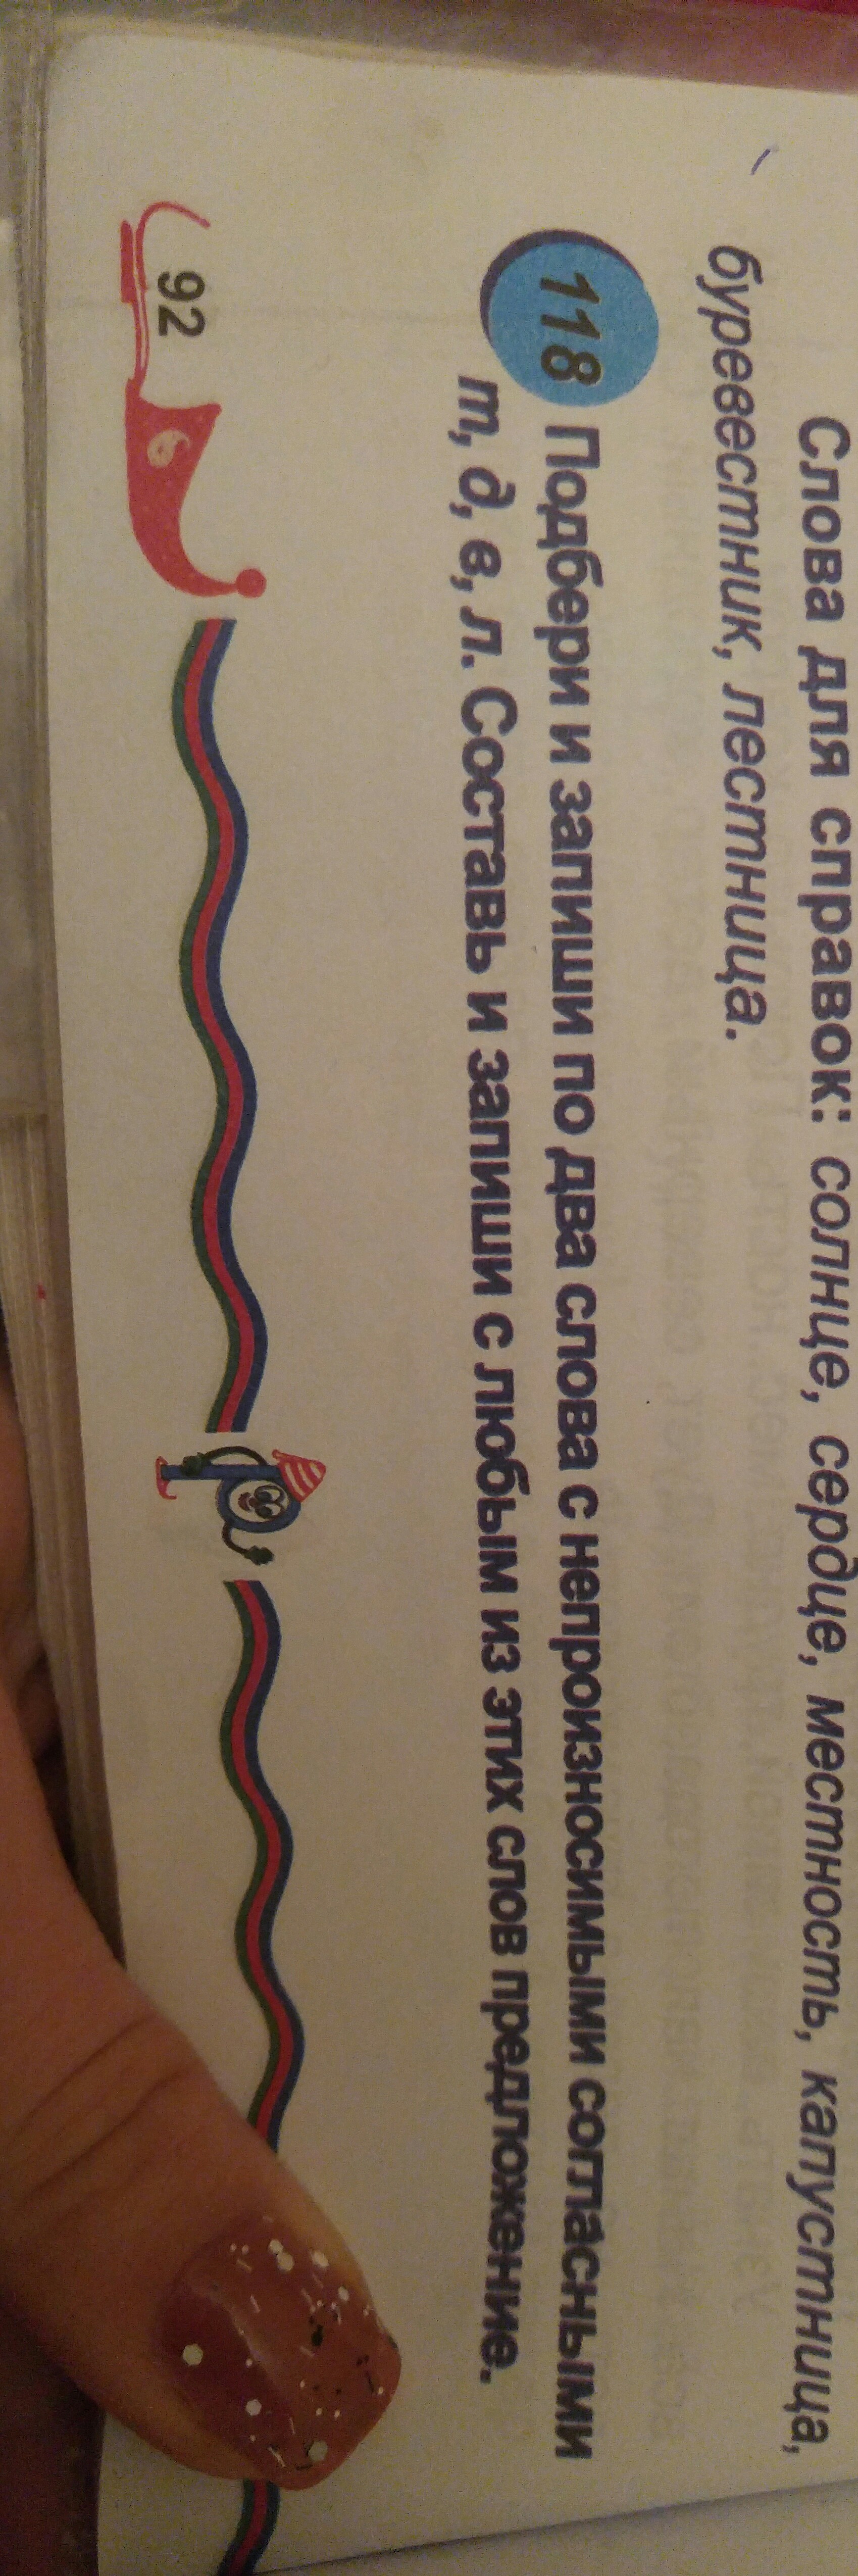 Слова для справок: солнце, сердце, местность, капустница,
буревестник, лестница.
118 Подбери и запиши по два слова с непроизносимыми согласными
т, д, в, л. Составь и запиши с любым из этих слов предложение.
92